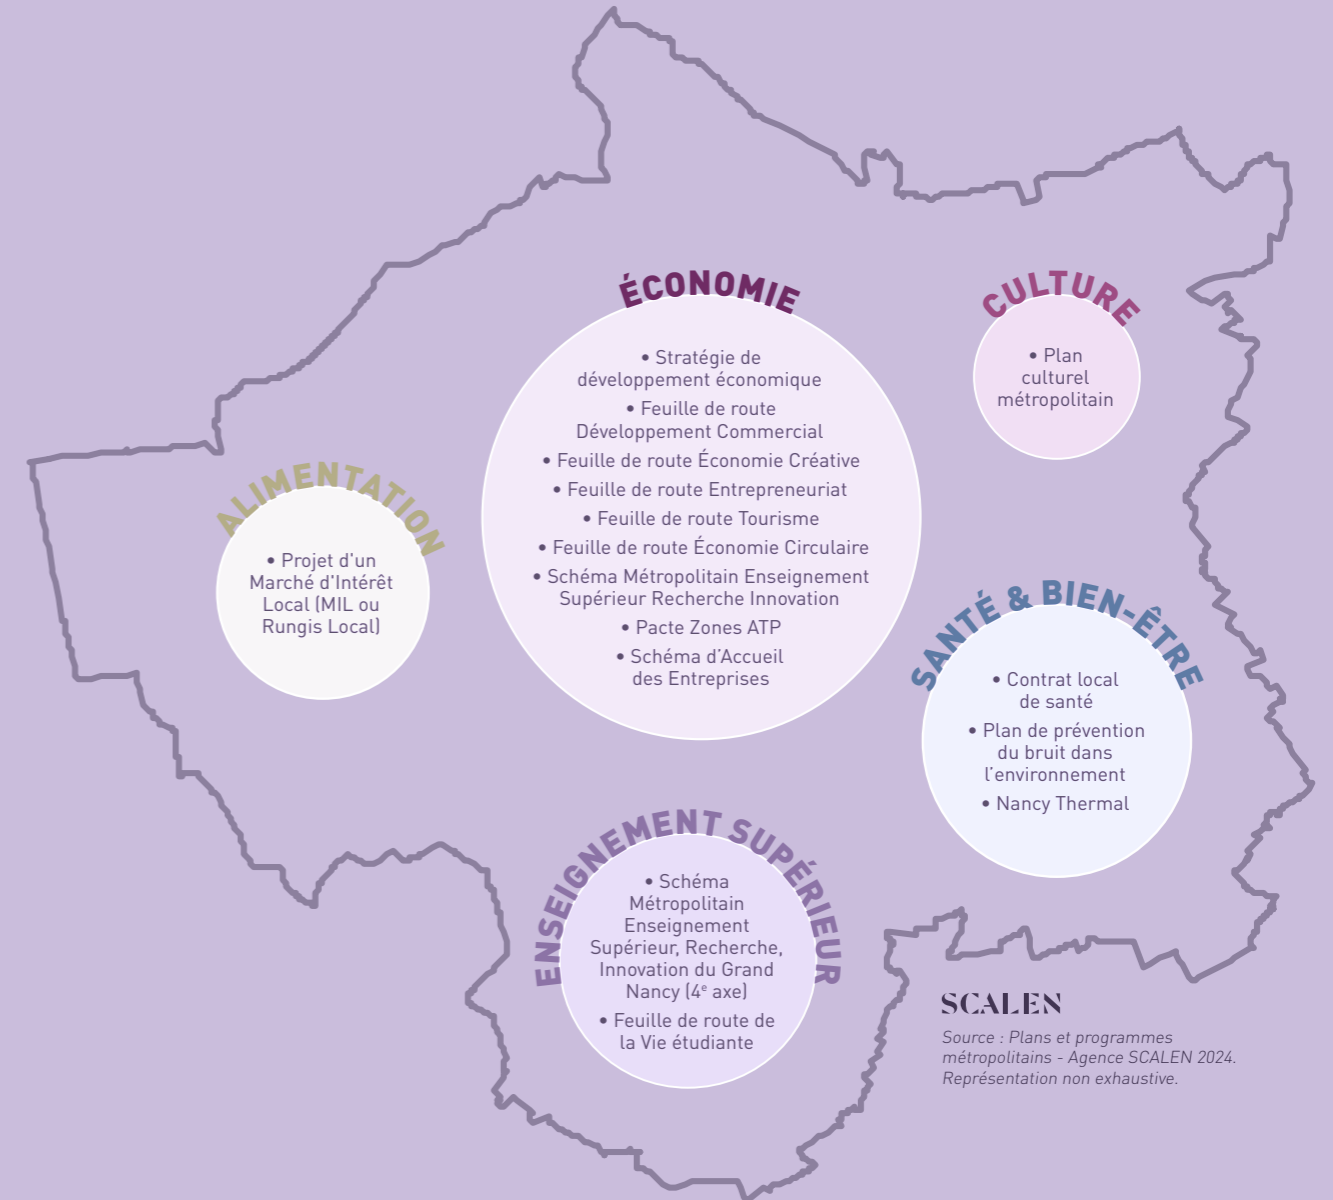 ÉCONOMIE
• Stratégie de
développement économique
• Feuille de route
Développement Commercial
• Feuille de route Économie Créative
• Feuille de route Entrepreneuriat
• Feuille de route Tourisme
• Feuille de route Économie Circulaire
• Schéma Métropolitain Enseignement
Supérieur Recherche Innovation
• Pacte Zones ATP
• Schéma d’Accueil
des Entreprises
CULTURE
• Plan
culturel
métropolitain
ALIMENTATION
• Projet d'un
Marché d'Intérêt
Local (MIL ou
Rungis Local)
SANTÉ & BIEN-ÊTRE
• Contrat local
de santé
• Plan de prévention
du bruit dans
l’environnement
• Nancy Thermal
ENSEIGNEMENT SUPÉRIEUR
• Schéma
Métropolitain
Enseignement
Supérieur, Recherche,
Innovation du Grand
Nancy (4e axe)
• Feuille de route de
la Vie étudiante
SCALEN
Source : Plans et programmes
métropolitains - Agence SCALEN 2024.
Représentation non exhaustive.